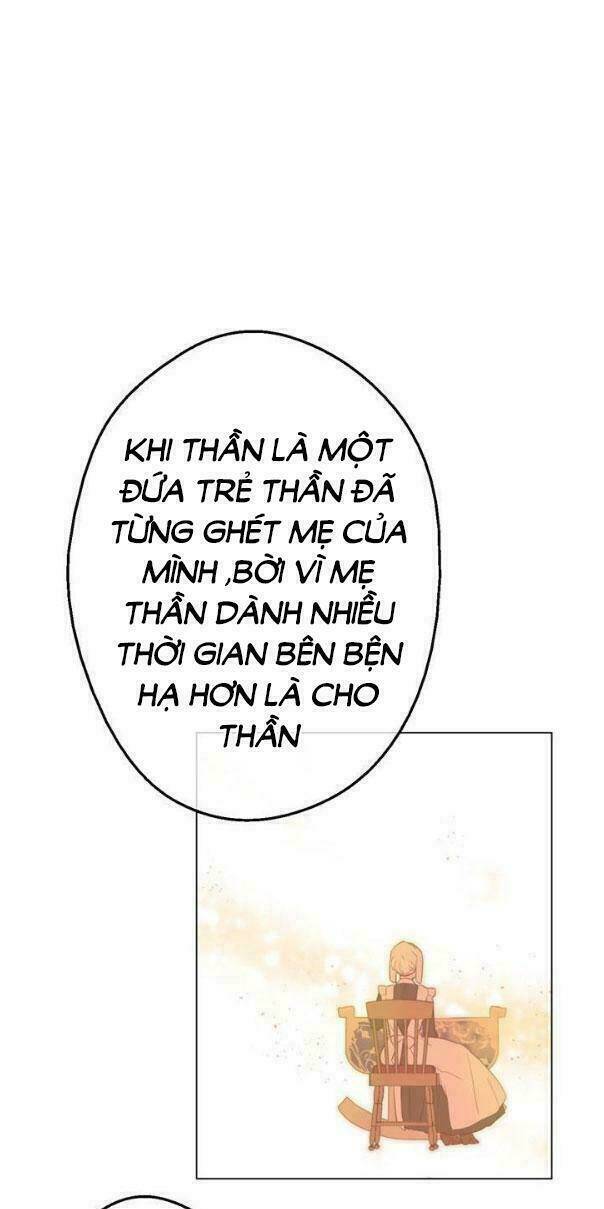 KHI THẦN LÀ MỘT
ĐỨA TRẺ THẦN ĐÃ
TỪNG GHÉT MẸ CỦA
MÌNH ,BỜI VÌ MẸ
THẦN DÀNH NHIỀU
THỜI GIAN BÊN BỆN
HẠ HƠN LÀ CHO
THẦN